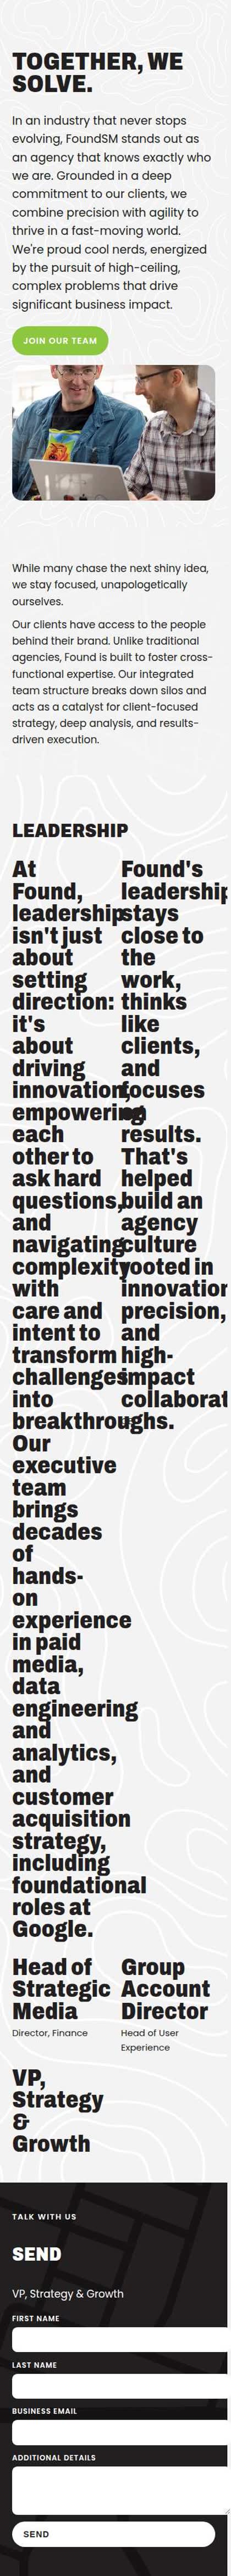 TOGETHER, WE
SOLVE.
In an industry that never stops
evolving, FoundSM stands out as
an agency that knows exactly who
we are. Grounded in a deep
commitment to our clients, we
combine precision with agility to
thrive in a fast-moving world.
We're proud cool nerds, energized
by the pursuit of high-ceiling,
complex problems that drive
significant business impact.
JOIN OUR TEAM
While many chase the next shiny idea,
we stay focused, unapologetically
ourselves.
Our clients have access to the people
behind their brand. Unlike traditional
agencies, Found is built to foster cross-
functional expertise. Our integrated
team structure breaks down silos and
acts as a catalyst for client-focused
strategy, deep analysis, and results-
driven execution.
LEADERSHIP
At
Found,
leadership
isn't just
about
setting
direction:
it's
about
driving
innovation,
empowering
each
other to
ask hard
questions,
and
navigating
complexity
with
care and
intent to
transform
challenges
into
breakthroughs.
Our
executive
team
brings
decades
of
hands-
on
experience
in paid
media,
data
engineering
and
analytics,
and
customer
acquisition
strategy,
including
foundational
roles at
Google.
Found's
leadership
stays
close to
the
work,
thinks
like
clients,
and
focuses
on
results.
That's
helped
build an
agency
culture
rooted in
innovation
precision,
and
high-
impact
collaborat
Head of
Strategic
Media
Director, Finance
Group
Account
Director
Head of User
Experience
VP,
Strategy
&
Growth
TALK WITH US
SEND
VP, Strategy & Growth
FIRST NAME
LAST NAME
BUSINESS EMAIL
ADDITIONAL DETAILS
SEND